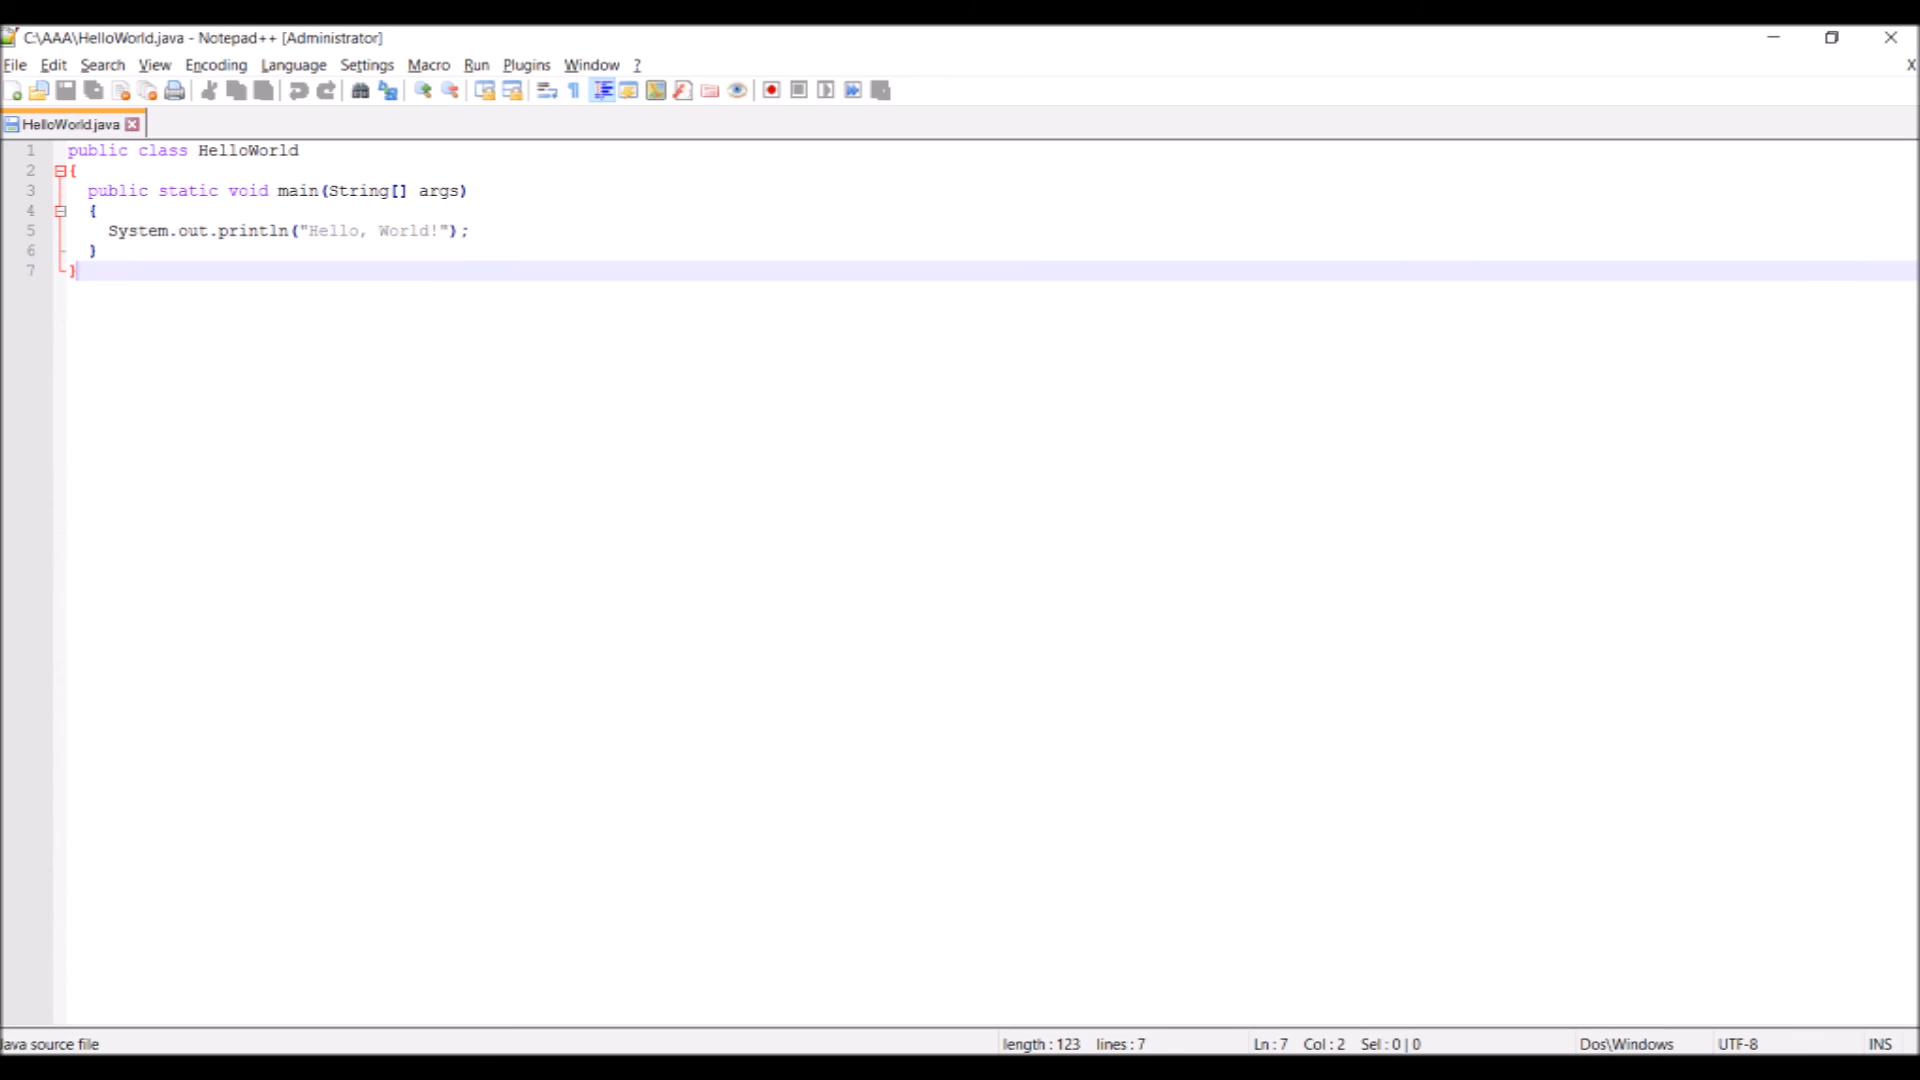 C:\AAA\HelloWorld.java - Notepad++ [Administrator]
File Edit Search View Encoding Language Settings Macro Run Plugins Window ? X
HelloWorld.java
1 public class HelloWorld
2 {
3 public static void main(String[] args)
4 {
5 System.out.println("Hello, World!");
6 }
7 }
Java source file length : 123 lines : 7 Ln : 7 Col : 2 Sel : 0 | 0 Dos\Windows UTF-8 INS